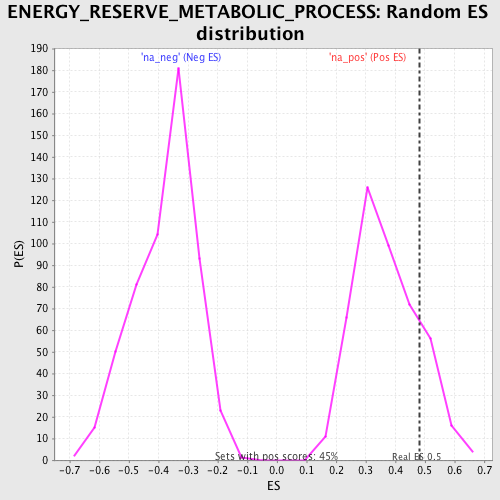 ENERGY_RESERVE_METABOLIC_PROCESS: Random ES
distribution
'na_neg' (Neg ES)
'na_pos' (Pos ES)
P(ES)
190
180
170
160
150
140
130
120
110
100
90
80
70
60
50
40
30
20
10
0
Sets with pos scores: 45%
Real ES 0.5
-0.7 -0.6 -0.5 -0.4 -0.3 -0.2 -0.1 0.0 0.1 0.2 0.3 0.4 0.5 0.6 0.7
ES